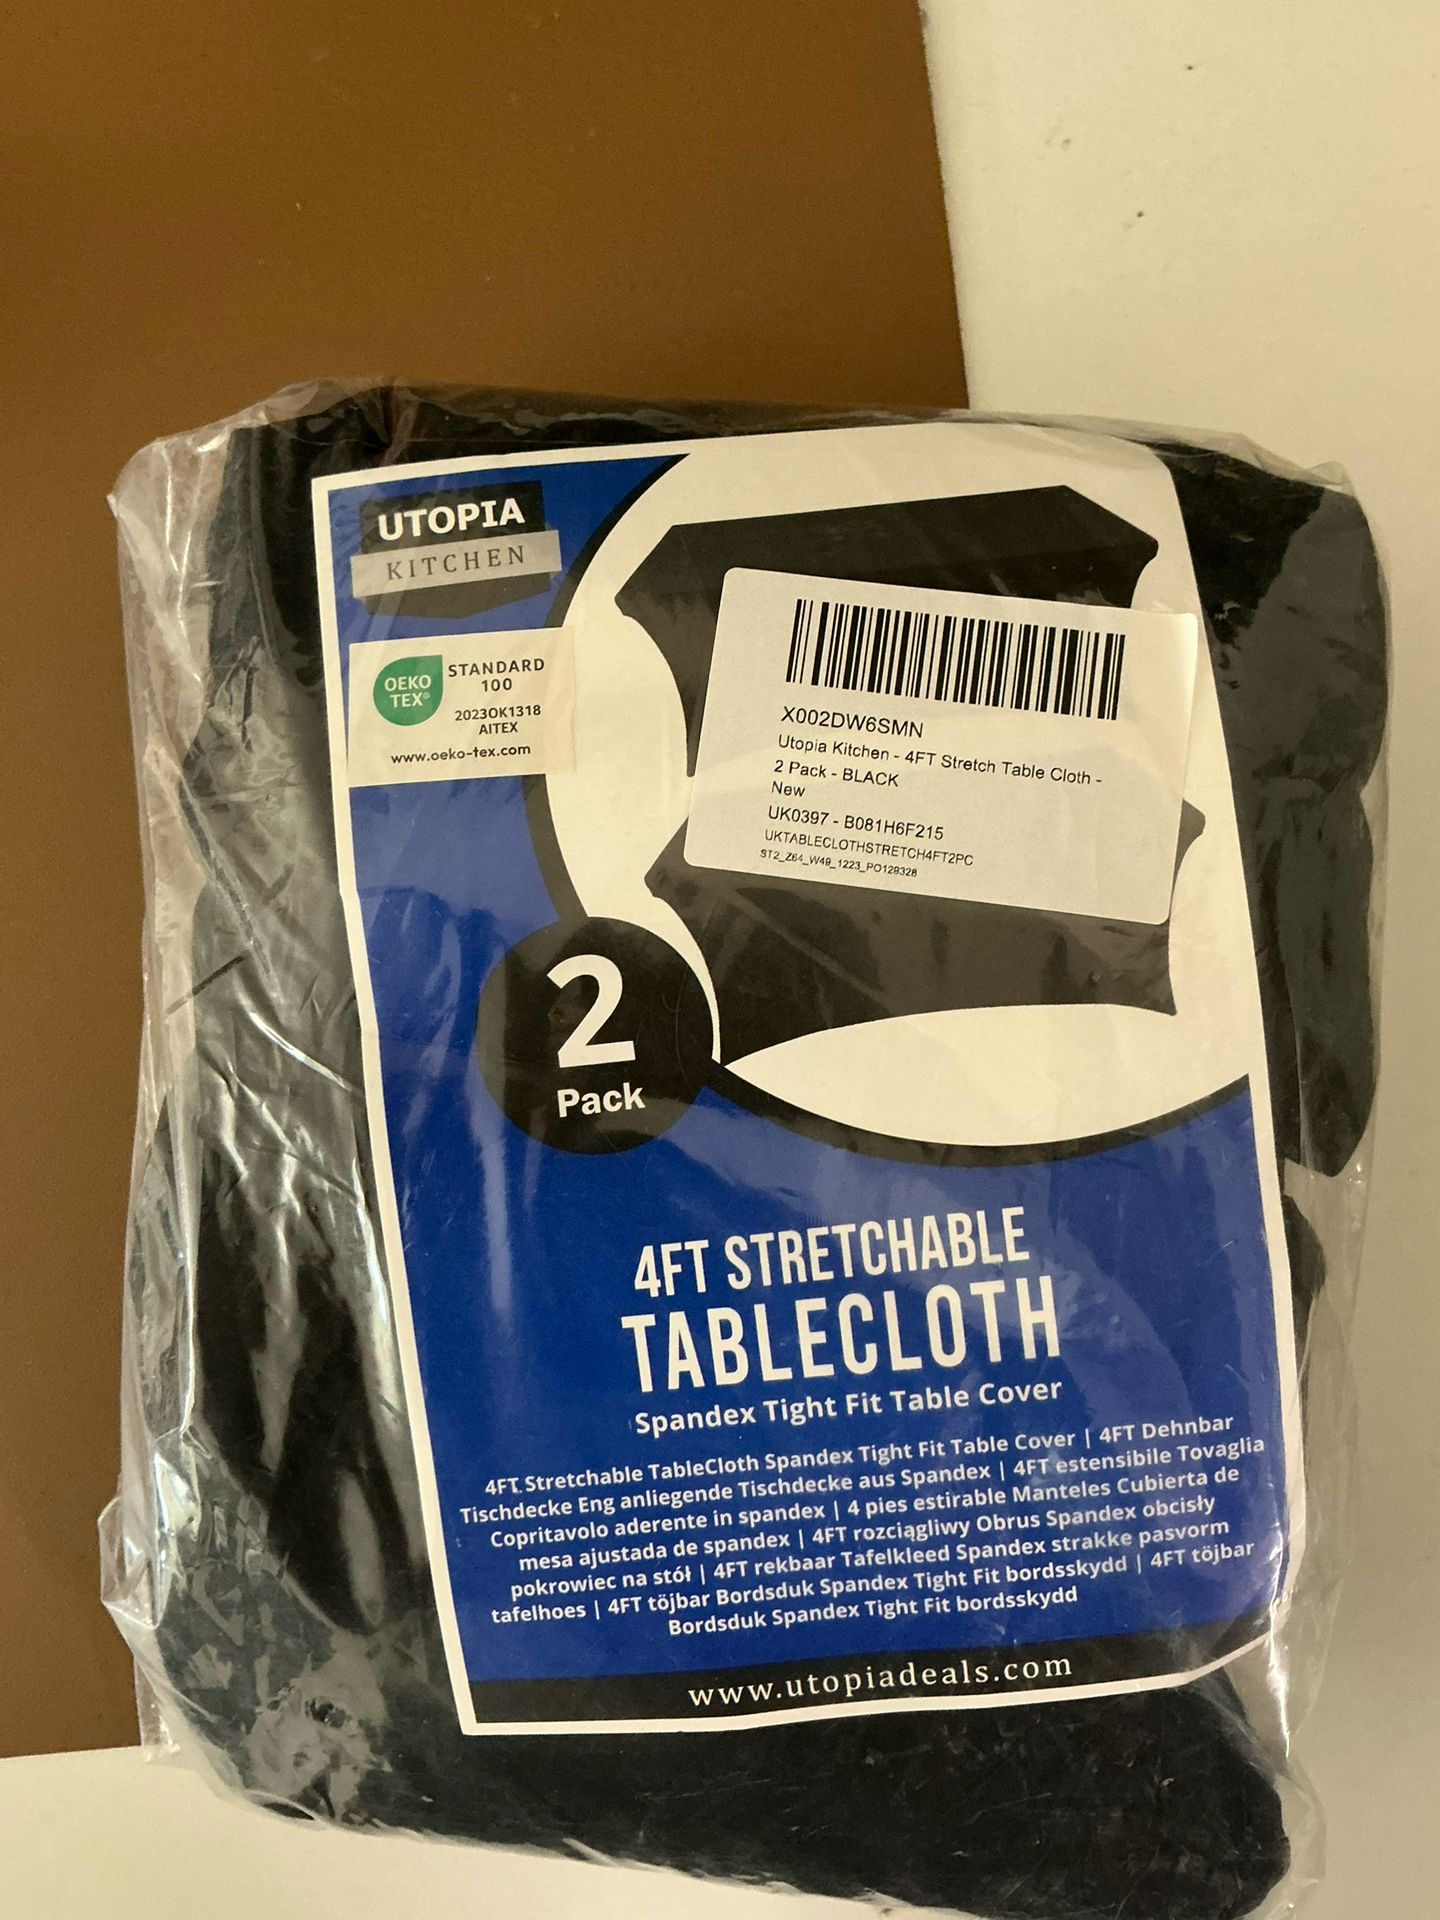 UTOPIA
KITCHEN
OEKO
TEX®
STANDARD
100
2023OK1318
AITEX
www.oeko-tex.com
X002DW6SMN
Utopia Kitchen - 4FT Stretch Table Cloth -
2 Pack - BLACK
New
UK0397 - B081H6F215
UKTABLECLOTHSTRETCH4FT2PC
ST2_Z64_W49_1223_PO129328
2
Pack
4FT STRETCHABLE
TABLECLOTH
Spandex Tight Fit Table Cover
4FT Stretchable TableCloth Spandex Tight Fit Table Cover | 4FT Dehnbar
Tischdecke Eng anliegende Tischdecke aus Spandex | 4FT estensibile Tovaglia
Copritavolo aderente in spandex | 4 pies estirable Manteles Cubierta de
mesa ajustada de spandex | 4FT rozciągliwy Obrus Spandex obcisły
pokrowiec na stół | 4FT rekbaar Tafelkleed Spandex strakke pasvorm
tafelhoes | 4FT töjbar Bordsduk Spandex Tight Fit bordsskydd | 4FT töjbar
Bordsduk Spandex Tight Fit bordsskydd
www.utopiadeals.com